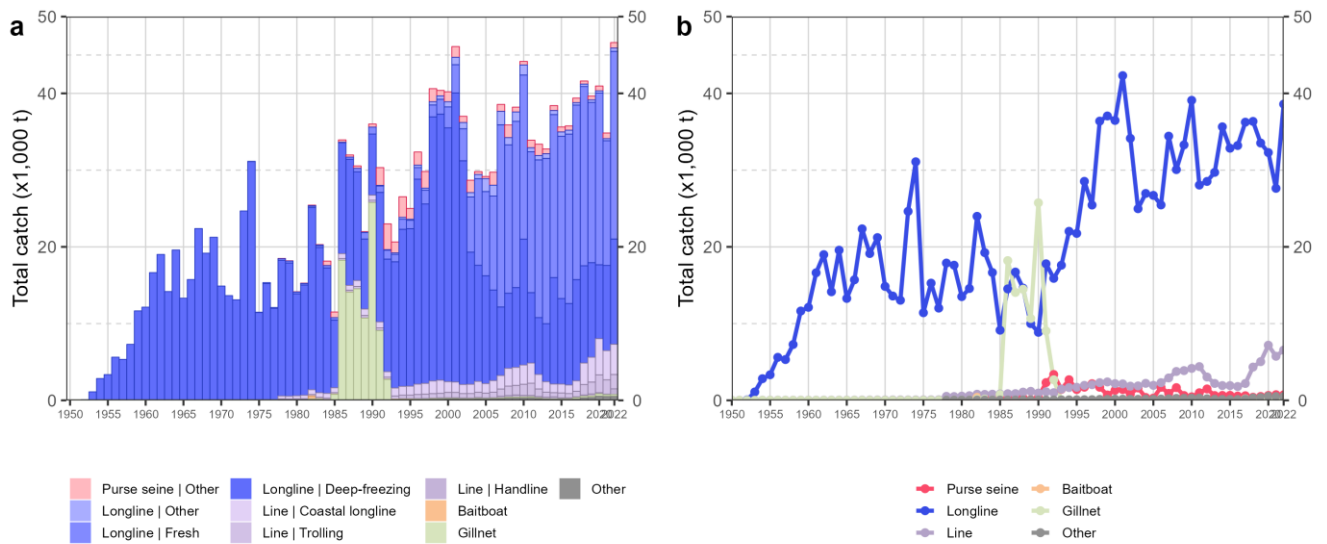 a
b
Total catch (x1,000 t)
50
40
20
0
50
40
20
0
1950 1955 1960 1965 1970 1975 1980 1985 1990 1995 2000 2005 2010 2015 2020 2022
Total catch (x1,000 t)
50
40
20
0
50
40
20
0
1950 1955 1960 1965 1970 1975 1980 1985 1990 1995 2000 2005 2010 2015 2020 2022
Purse seine | Other
Longline | Other
Longline | Fresh
Longline | Deep-freezing
Line | Coastal longline
Line | Trolling
Line | Handline
Baitboat
Gillnet
Other
Purse seine
Longline
Line
Baitboat
Gillnet
Other